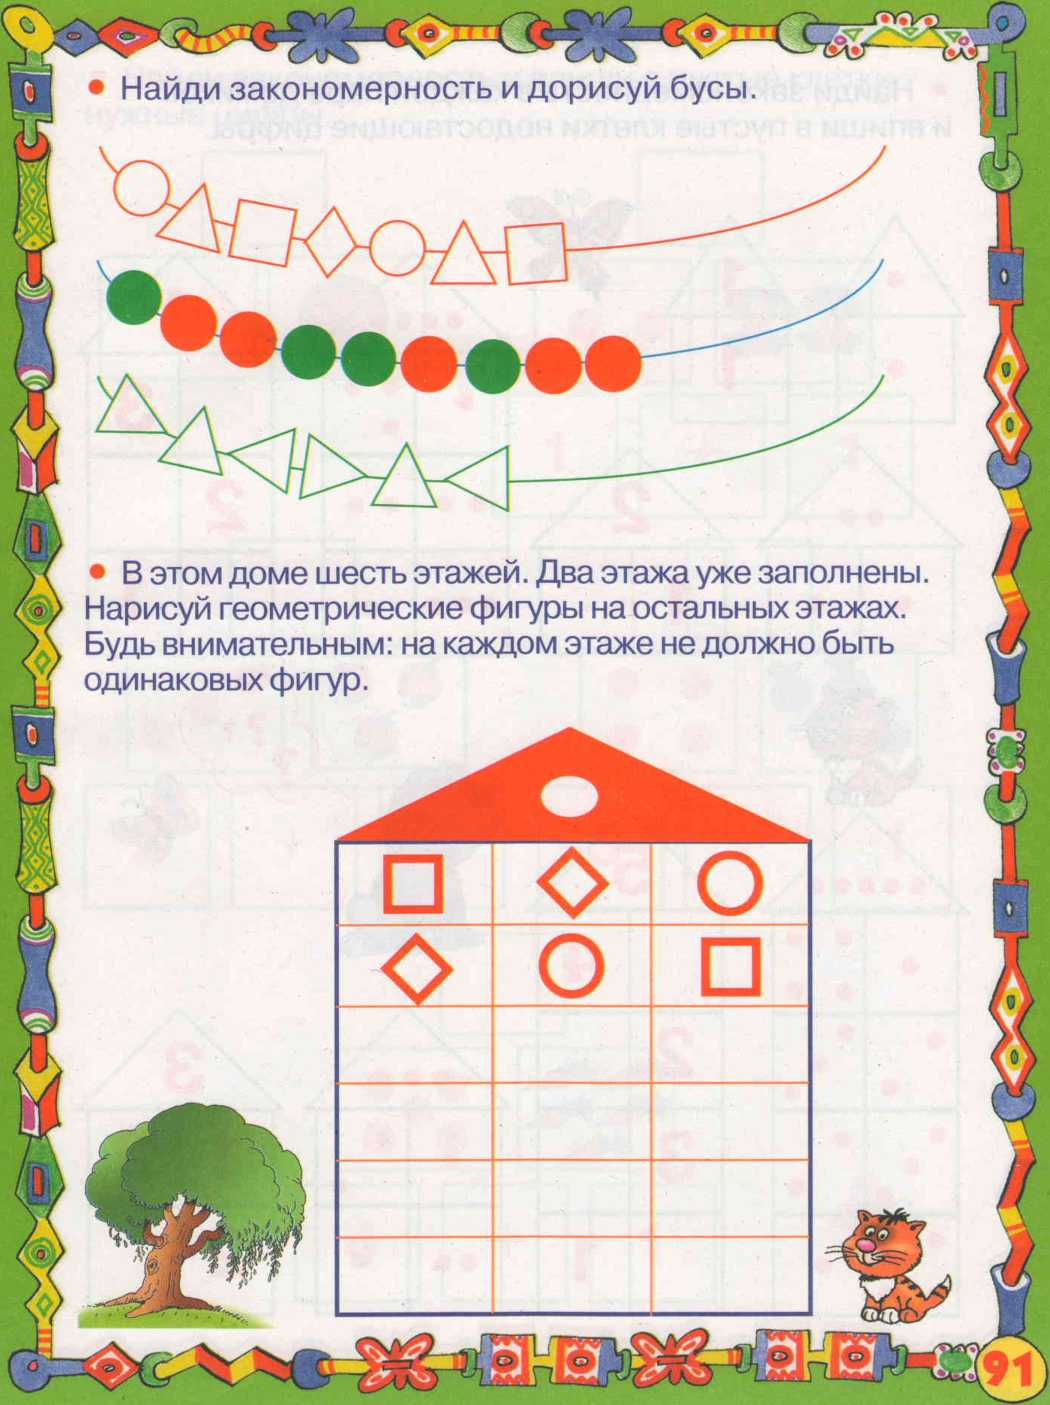 Найди закономерность и дорисуй бусы.
В этом доме шесть этажей. Два этажа уже заполнены.
Нарисуй геометрические фигуры на остальных этажах.
Будь внимательным: на каждом этаже не должно быть
одинаковых фигур.
91